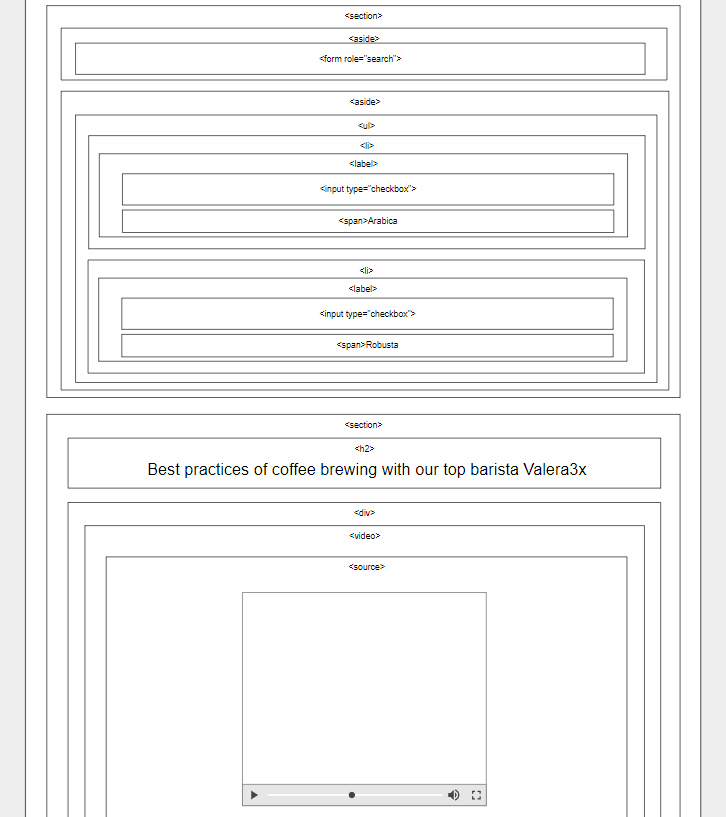 <section>
<aside>
<form role="search">
<aside>
<ul>
<li>
<label>
<input type="checkbox">
<span>Arabica
<li>
<label>
<input type="checkbox">
<span>Robusta
<section>
<h2>
Best practices of coffee brewing with our top barista Valera3x
<div>
<video>
<source>